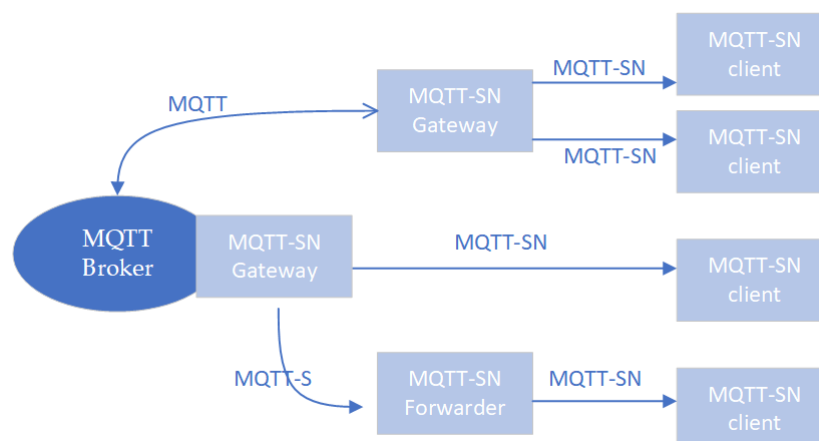 MQTT-SN
client
MQTT-SN
MQTT-SN
Gateway
MQTT
MQTT-SN
client
MQTT-SN
MQTT
Broker
MQTT-SN
Gateway
MQTT-SN
MQTT-SN
client
MQTT-S
MQTT-SN
Forwarder
MQTT-SN
MQTT-SN
client